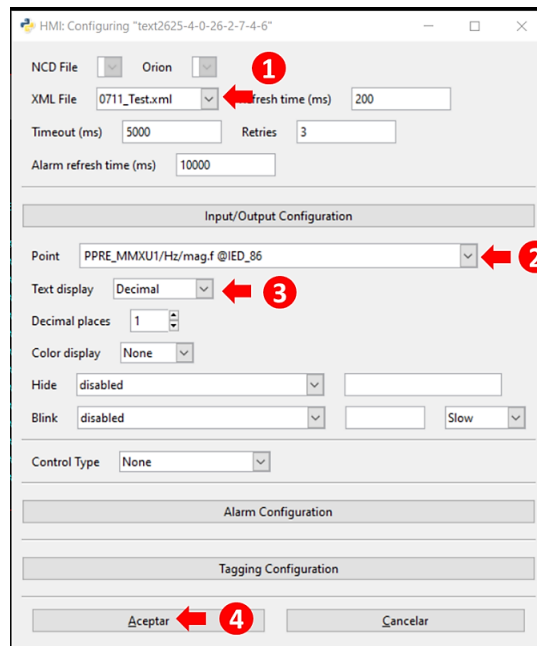 HMI: Configuring "text2625-4-0-26-2-7-4-6"
NCD File Orion 1
XML File 0711_Test.xml efresh time (ms) 200
Timeout (ms) 5000 Retries 3
Alarm refresh time (ms) 10000
Input/Output Configuration
Point PPRE_MMXU1/Hz/mag.f @IED_86 2
Text display Decimal 3
Decimal places 1
Color display None
Hide disabled
Blink disabled Slow
Control Type None
Alarm Configuration
Tagging Configuration
Aceptar 4 Cancelar